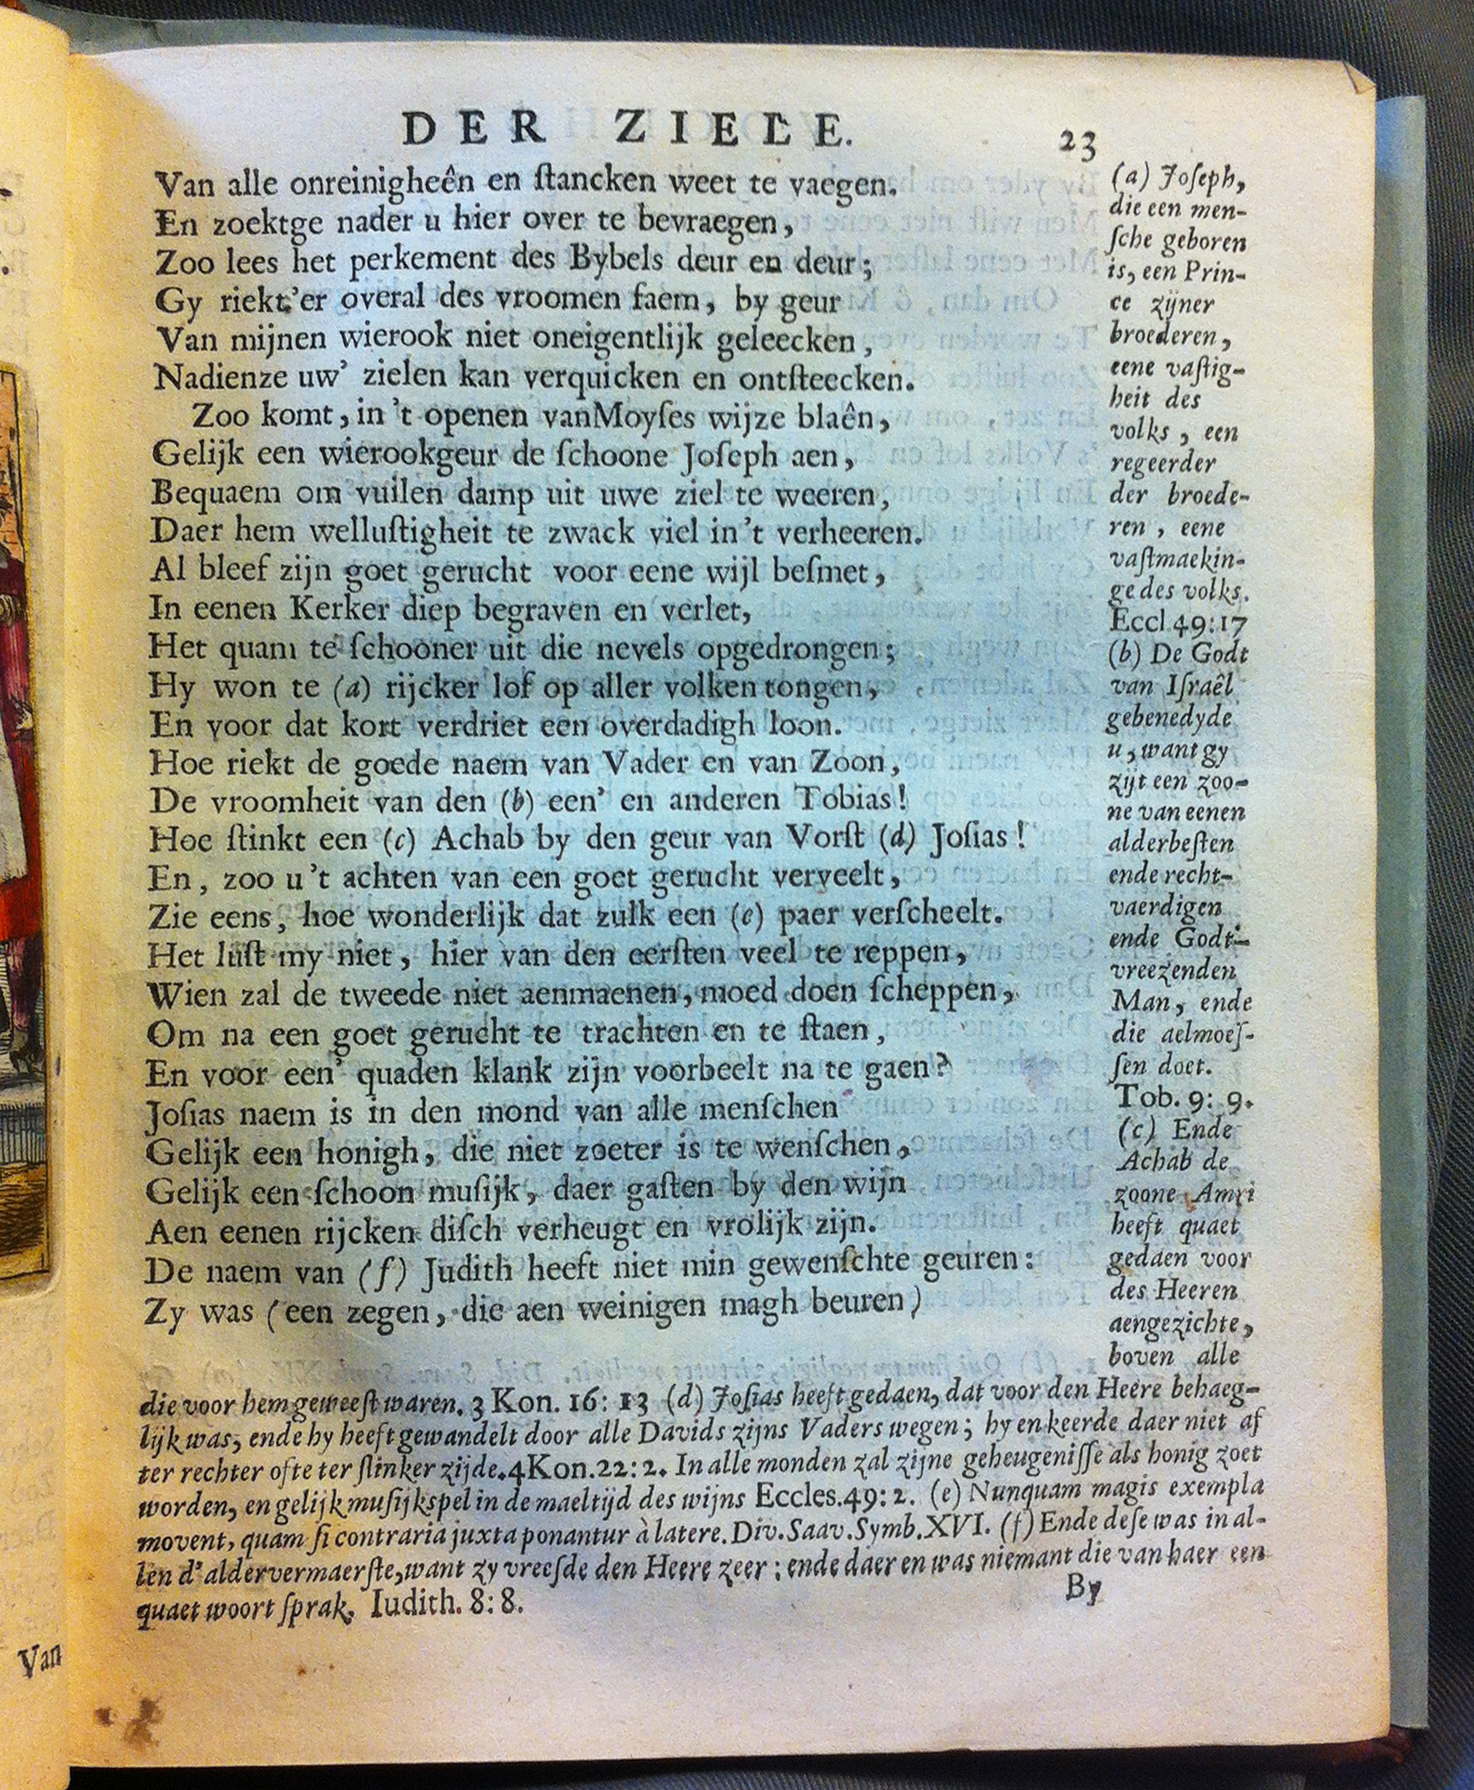 DER ZIELE. 23
Van alle onreinigheên en ſtancken weet te vaegen.
En zoektge nader u hier over te bevraegen,
Zoo lees het perkement des Bybels deur en deur;
Gy riekt'er overal des vroomen faem, by geur
Van mijnen wierook niet oneigentlijk geleecken,
Nadienze uw' zielen kan verquicken en ontſteecken.
Zoo komt, in 't openen vanMoyſes wijze blaên,
Gelijk een wierookgeur de ſchoone Joſeph aen,
Bequaem om vuilen damp uit uwe ziel te weeren,
Daer hem welluſtigheit te zwack viel in 't verheeren.
Al bleef zijn goet gerucht voor eene wijl beſmet,
In eenen Kerker diep begraven en verlet,
Het quam te ſchooner uit die nevels opgedrongen;
Hy won te (a) rijcker lof op aller volken tongen,
En voor dat kort verdriet een overdadigh loon.
Hoe riekt de goede naem van Vader en van Zoon,
De vroomheit van den (b) een' en anderen Tobias!
Hoe ſtinkt een (c) Achab by den geur van Vorſt (d) Joſias!
En, zoo u 't achten van een goet gerucht verveelt,
Zie eens, hoe wonderlijk dat zulk een (e) paer verſcheelt.
Het luſt my niet, hier van den eerſten veel te reppen,
Wien zal de tweede niet aenmaenen, moed doen ſcheppen,
Om na een goet gerucht te trachten en te ſtaen,
En voor een' quaden klank zijn voorbeelt na te gaen?
Joſias naem is in den mond van alle menſchen
Gelijk een honigh, die niet zoeter is te wenſchen,
Gelijk een ſchoon muſijk, daer gaſten by den wijn
Aen eenen rijcken diſch verheugt en vrolijk zijn.
De naem van (f) Judith heeft niet min gewenſchte geuren:
Zy was (een zegen, die aen weinigen magh beuren)
(a) Joſeph,
die een men-
ſche geboren
is, een Prin-
ce zijner
broederen,
eene vaſtig-
heit des
volks, een
regeerder
der broede-
ren, eene
vaſtmaekin-
ge des volks.
Eccl 49:17
(b) De Godt
van Iſraêl
gebenedyde
u, want gy
zijt een zoo-
ne van eenen
alderbeſten
ende recht-
vaerdigen
ende Godt-
vreezenden
Man, ende
die aelmoeſ-
ſen doet.
Tob. 9: 9.
(c) Ende
Achab de
zoone Amri
heeft quaet
gedaen voor
des Heeren
aengezichte,
boven alle
die voor hem geweeſt waren. 3 Kon. 16: 13 (d) Joſias heeft gedaen, dat voor den Heere behaeg-
lijk was, ende hy heeft gewandelt door alle Davids zijns Vaders wegen; hy en keerde daer niet af
ter rechter ofte ter ſlinker zijde. 4 Kon. 22: 2. In alle monden zal zijne geheugeniſſe als honig zoet
worden, en gelijk muſijkspel in de maeltijd des wijns Eccles. 49: 2. (e) Nunquam magis exempla
movent, quam ſi contraria juxta ponantur à latere. Div. Saav. Symb. XVI. (f) Ende deſe was in al-
len d' aldervermaerſte, want zy vreeſde den Heere zeer; ende daer en was niemant die van haer een
quaet woort ſprak. Iudith. 8: 8.
By
Van